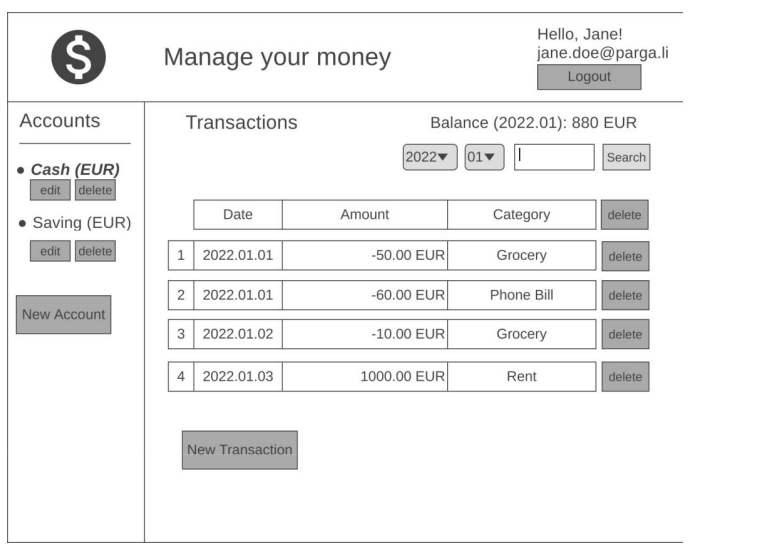 $
Manage your money
Hello, Jane!
jane.doe@parga.li
Logout
Accounts
Cash (EUR)
edit delete
Saving (EUR)
edit delete
New Account
Transactions
Balance (2022.01): 880 EUR
2022▼ 01▼ Search
Date Amount Category delete
1 2022.01.01 -50.00 EUR Grocery delete
2 2022.01.01 -60.00 EUR Phone Bill delete
3 2022.01.02 -10.00 EUR Grocery delete
4 2022.01.03 1000.00 EUR Rent delete
New Transaction